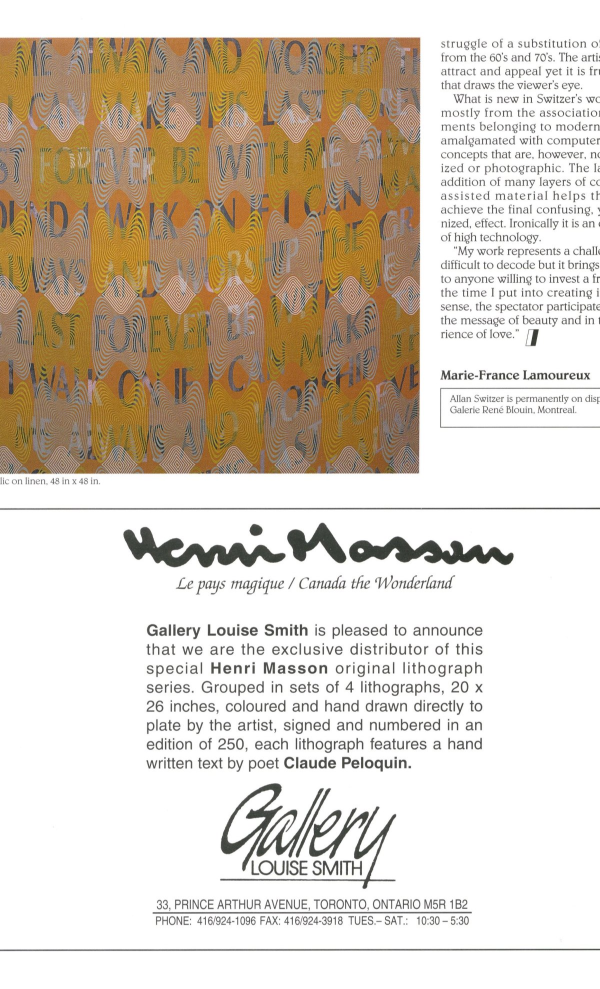 ME ALWAYS AND WORSHIP TH
I CAN MAKE THIS LAST FOREV
ST FOREVER BE WITH ME ALW
OUND I WALK ON IF I CAN
ALWAYS AND WORSHIP THE GR
LAST FOREVER BE WITH ME A
I WALK ON IF I CAN MAKE
ME ALWAYS AND WORSHIP
lic on linen, 48 in x 48 in.
struggle of a substitution of
from the 60's and 70's. The artis
attract and appeal yet it is fru
that draws the viewer's eye.
What is new in Switzer's wo
mostly from the association
ments belonging to modern
amalgamated with computer
concepts that are, however, no
ized or photographic. The la
addition of many layers of co
assisted material helps th
achieve the final confusing, y
nized, effect. Ironically it is an
of high technology.
"My work represents a challe
difficult to decode but it brings
to anyone willing to invest a fr
the time I put into creating i
sense, the spectator participate
the message of beauty and in t
rience of love."
Marie-France Lamoureux
Allan Switzer is permanently on disp
Galerie René Blouin, Montreal.
Henri Masson
Le pays magique / Canada the Wonderland
Gallery Louise Smith is pleased to announce
that we are the exclusive distributor of this
special Henri Masson original lithograph
series. Grouped in sets of 4 lithographs, 20 x
26 inches, coloured and hand drawn directly to
plate by the artist, signed and numbered in an
edition of 250, each lithograph features a hand
written text by poet Claude Peloquin.
Gallery
LOUISE SMITH
33, PRINCE ARTHUR AVENUE, TORONTO, ONTARIO M5R 1B2
PHONE: 416/924-1096 FAX: 416/924-3918 TUES.– SAT.: 10:30 – 5:30